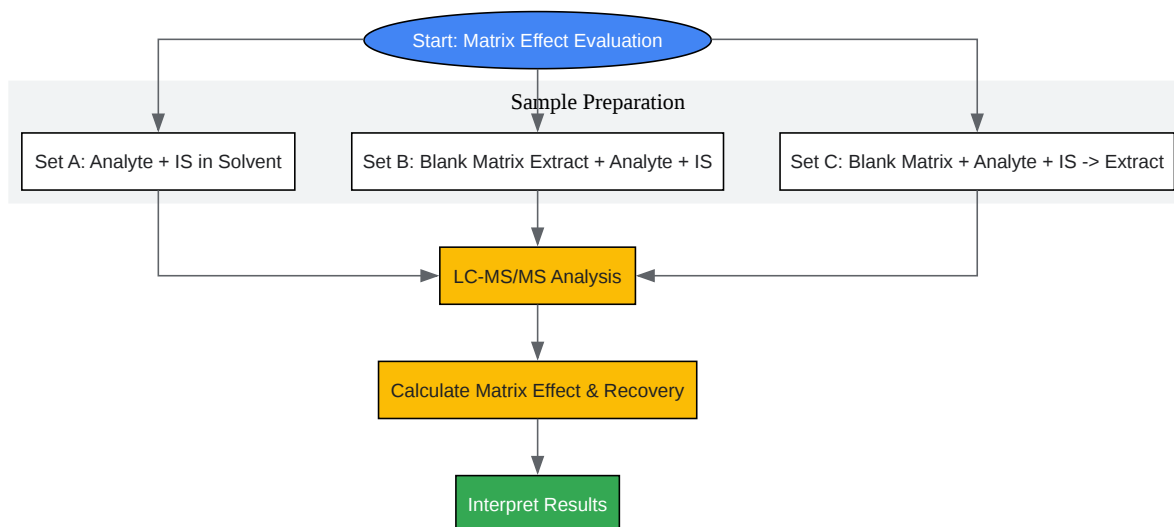 Start: Matrix Effect Evaluation
Sample Preparation
Set A: Analyte + IS in Solvent
Set B: Blank Matrix Extract + Analyte + IS
Set C: Blank Matrix + Analyte + IS -> Extract
LC-MS/MS Analysis
Calculate Matrix Effect & Recovery
Interpret Results